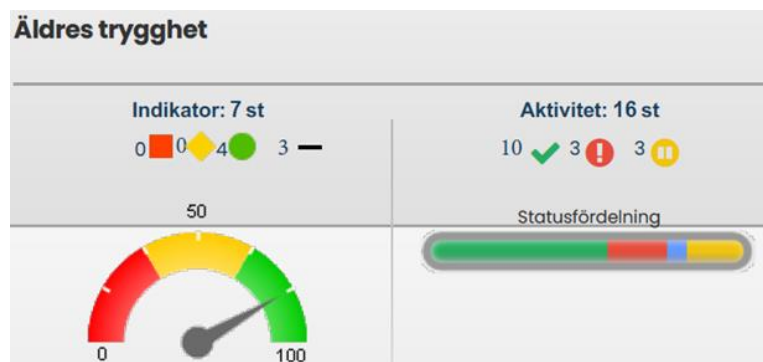 Äldres trygghet
Indikator: 7 st
0 0 4 3
Aktivitet: 16 st
10 3 3
50
0 100
Statusfördelning